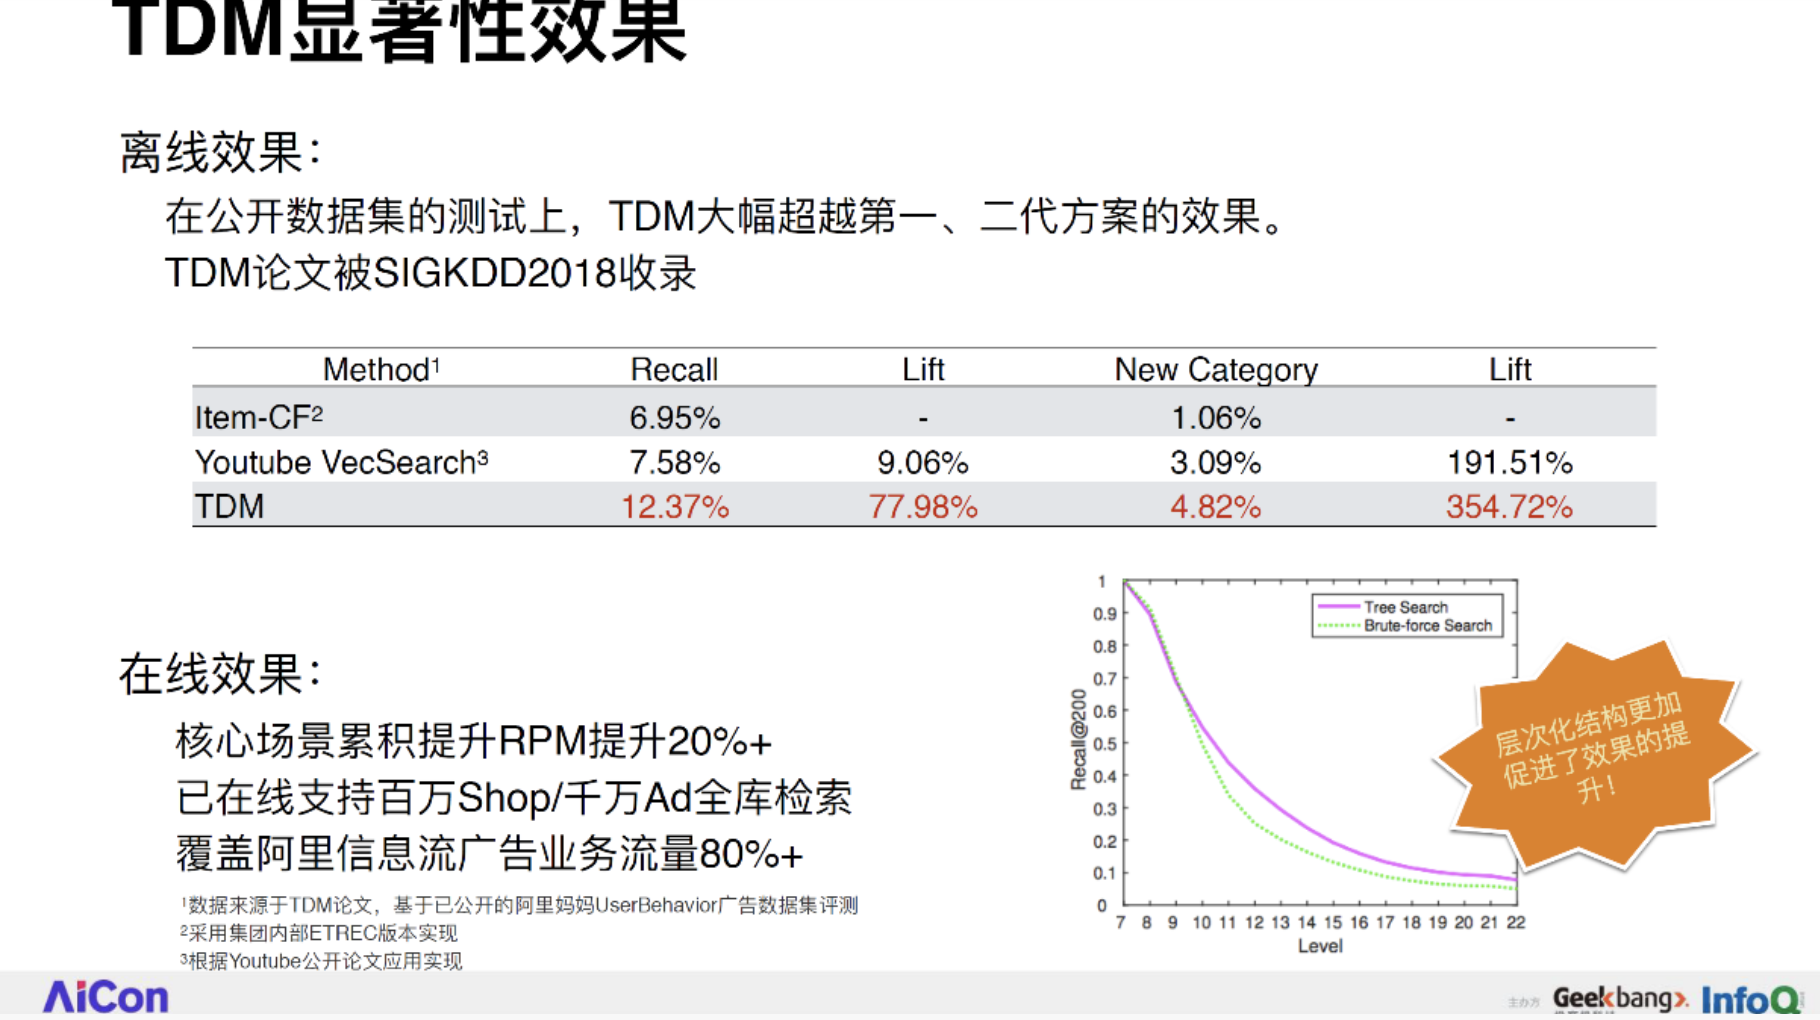 TDM显著性效果
离线效果：
在公开数据集的测试上，TDM大幅超越第一、二代方案的效果。
TDM论文被SIGKDD2018收录
Method¹ Recall Lift New Category Lift
Item-CF² 6.95% - 1.06% -
Youtube VecSearch³ 7.58% 9.06% 3.09% 191.51%
TDM 12.37% 77.98% 4.82% 354.72%
在线效果：
核心场景累积提升RPM提升20%+
已在线支持百万Shop/千万Ad全库检索
覆盖阿里信息流广告业务流量80%+
¹数据来源于TDM论文，基于已公开的阿里妈妈UserBehavior广告数据集评测
²采用集团内部ETREC版本实现
³根据Youtube公开论文应用实现
Tree Search
Brute-force Search
Recall@200
1
0.9
0.8
0.7
0.6
0.5
0.4
0.3
0.2
0.1
0
7 8 9 10 11 12 13 14 15 16 17 18 19 20 21 22
Level
层次化结构更加
促进了效果的提
升！
AiCon
主办方 Geekbang>. InfoQ